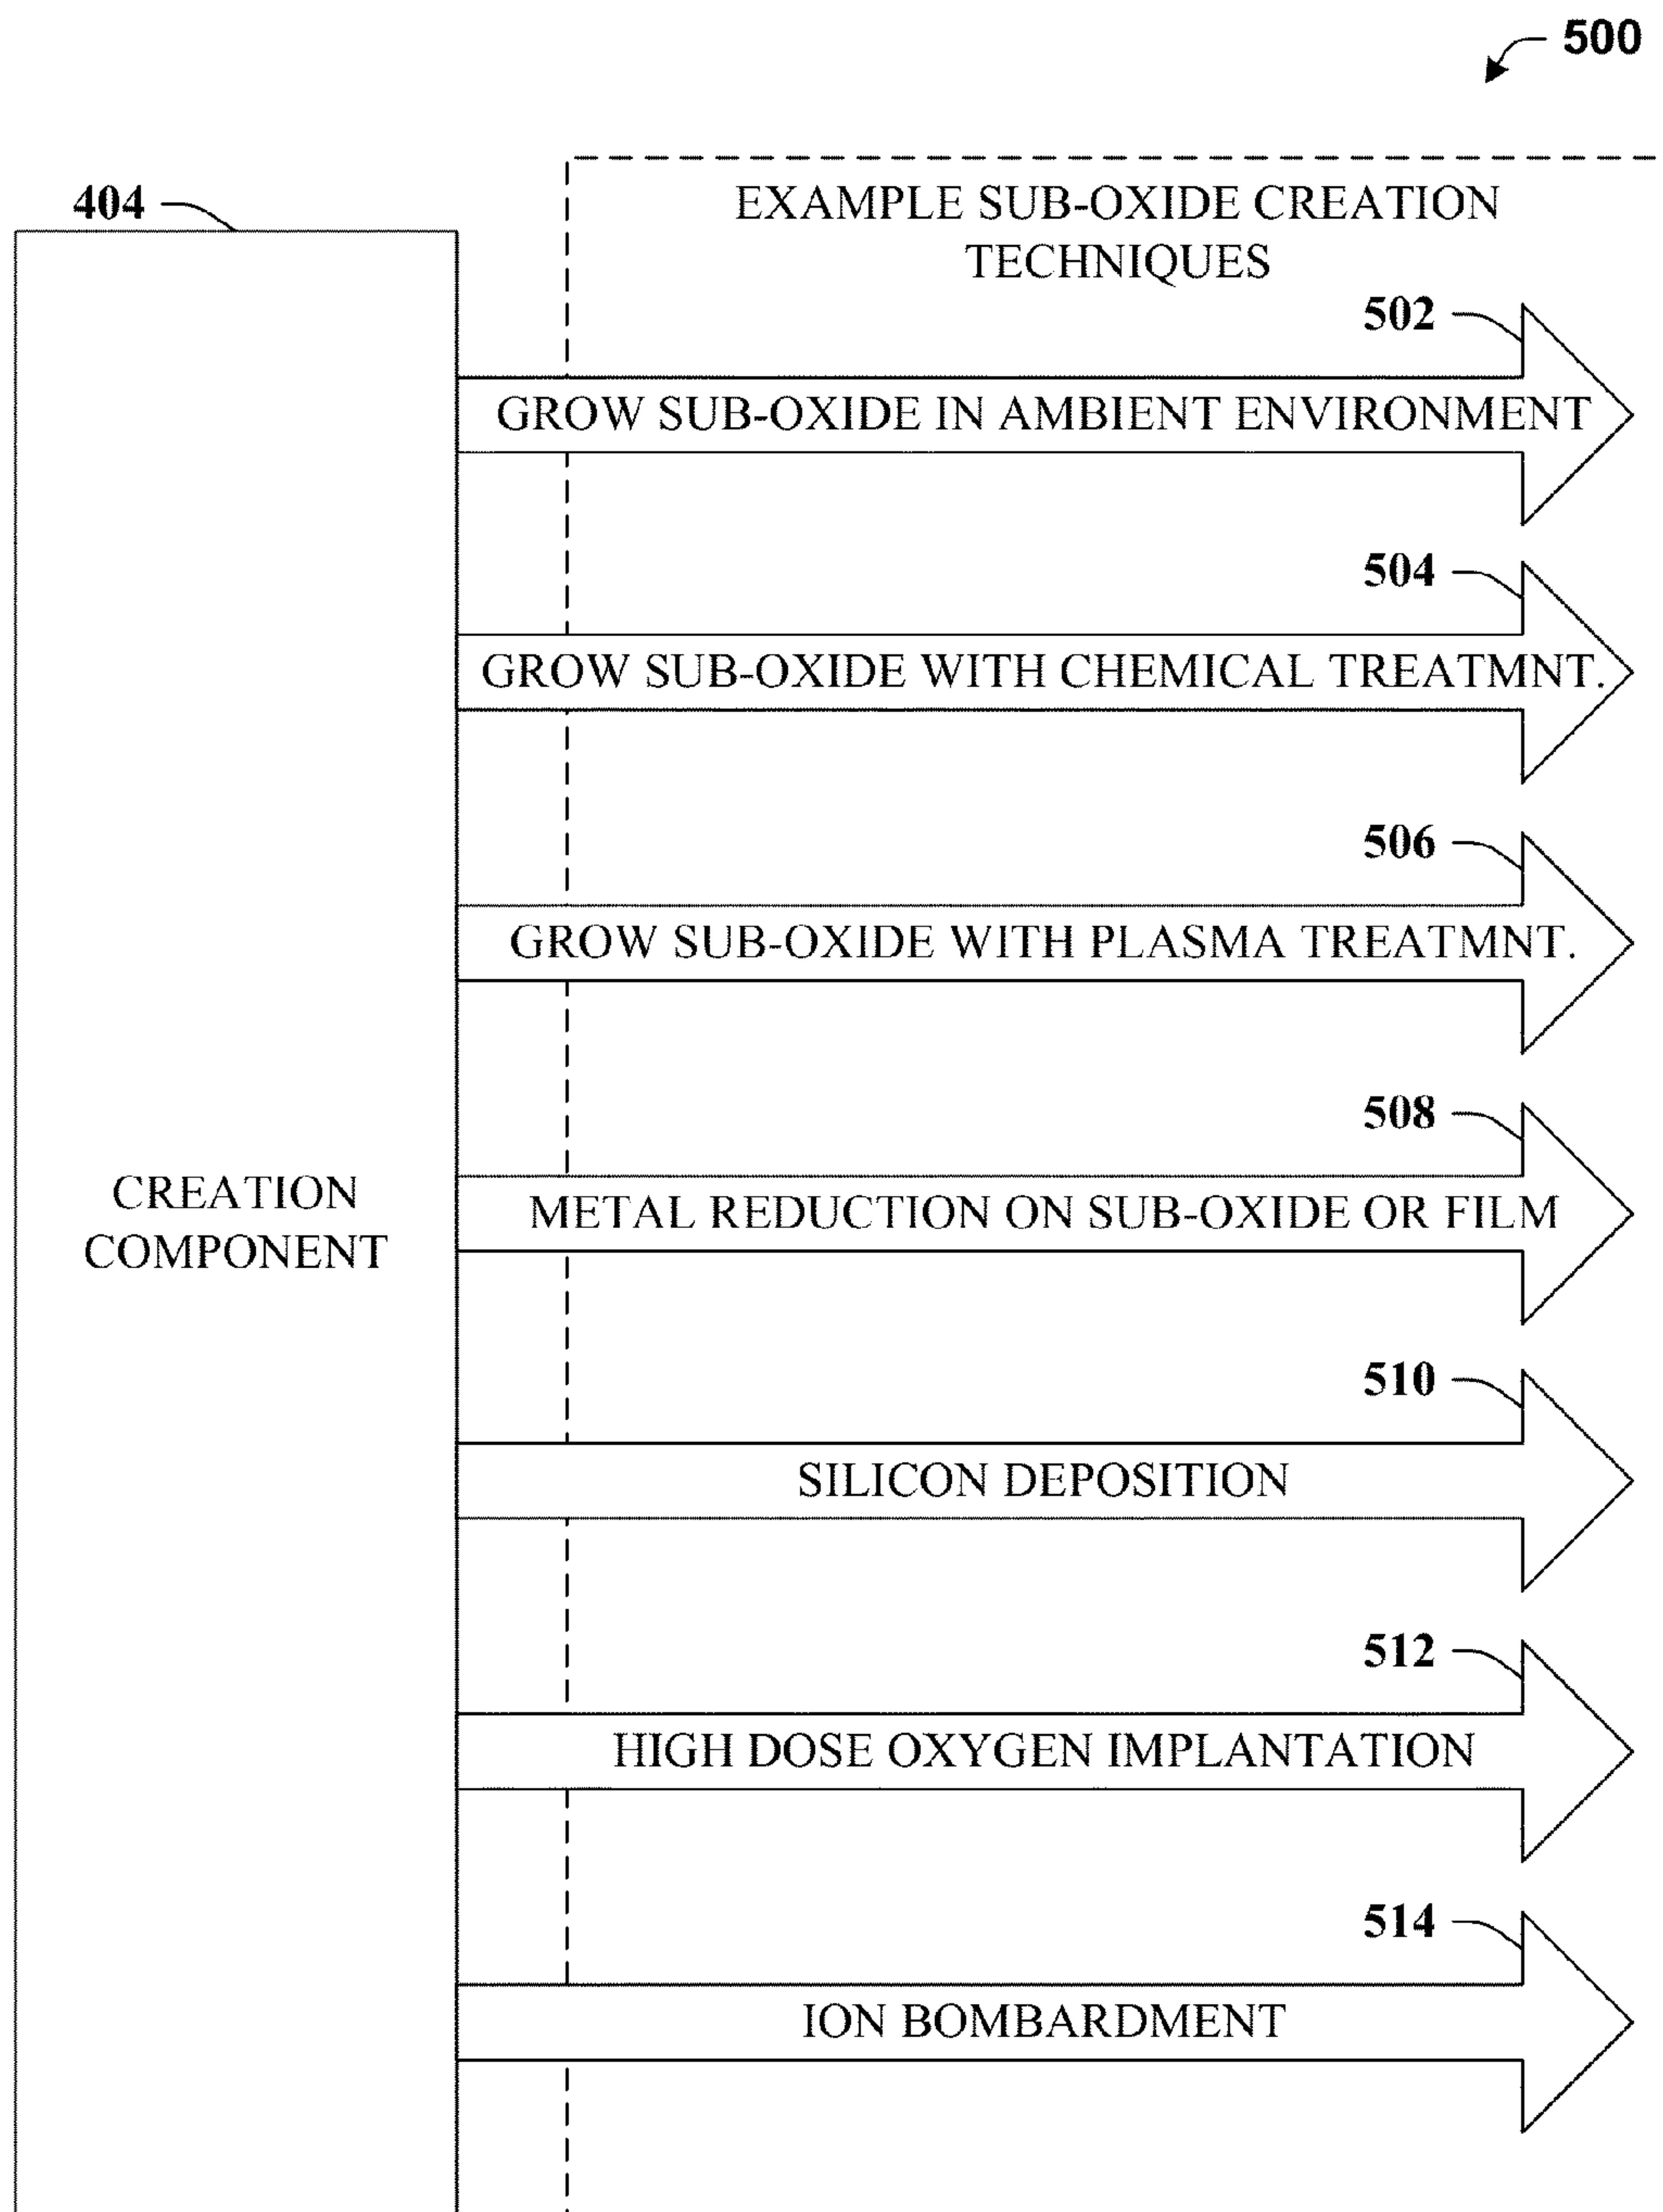 500
404
EXAMPLE SUB-OXIDE CREATION
TECHNIQUES
502
GROW SUB-OXIDE IN AMBIENT ENVIRONMENT
504
GROW SUB-OXIDE WITH CHEMICAL TREATMNT.
506
GROW SUB-OXIDE WITH PLASMA TREATMNT.
508
METAL REDUCTION ON SUB-OXIDE OR FILM
CREATION
COMPONENT
510
SILICON DEPOSITION
512
HIGH DOSE OXYGEN IMPLANTATION
514
ION BOMBARDMENT